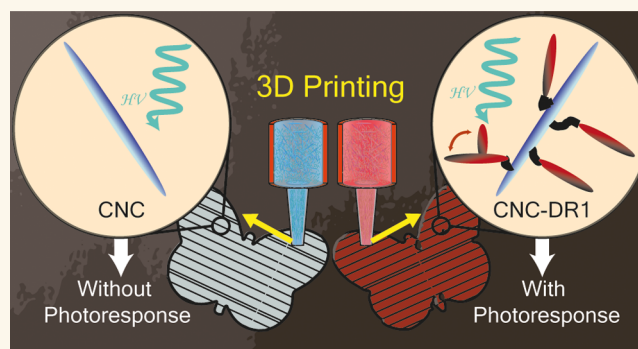 3D Printing
HV
CNC
Without
Photoresponse
HV
CNC-DR1
With
Photoresponse